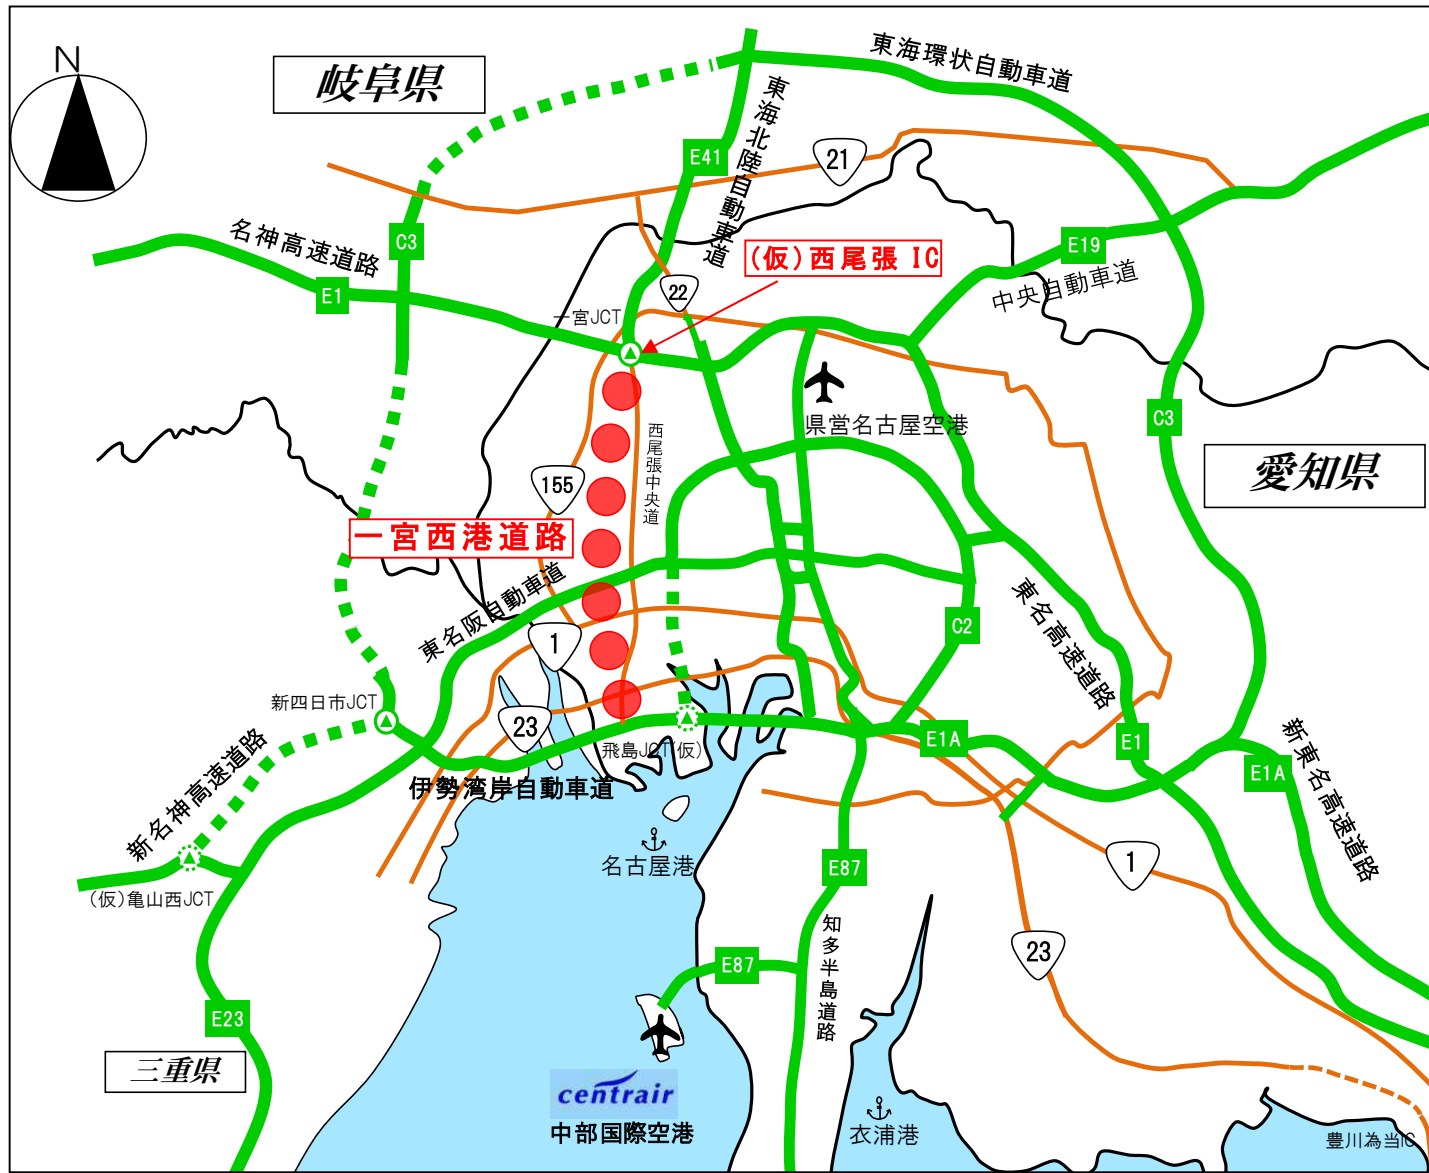 N
岐阜県
東海環状自動車道
東海北陸自動車道
E41
21
C3
名神高速道路
E1
(仮)西尾張 IC
E19
中央自動車道
22
一宮JCT
県営名古屋空港
C3
愛知県
西尾張中央道
155
一宮西港道路
東名阪自動車道
1
C2
東名高速道路
新四日市JCT
23
飛島JCT(仮)
E1A
E1
新東名高速道路
E1A
新名神高速道路
伊勢湾岸自動車道
名古屋港
(仮)亀山西JCT
E87
1
知多半島道路
23
E87
E23
三重県
centrair
中部国際空港
衣浦港
豊川為当IC